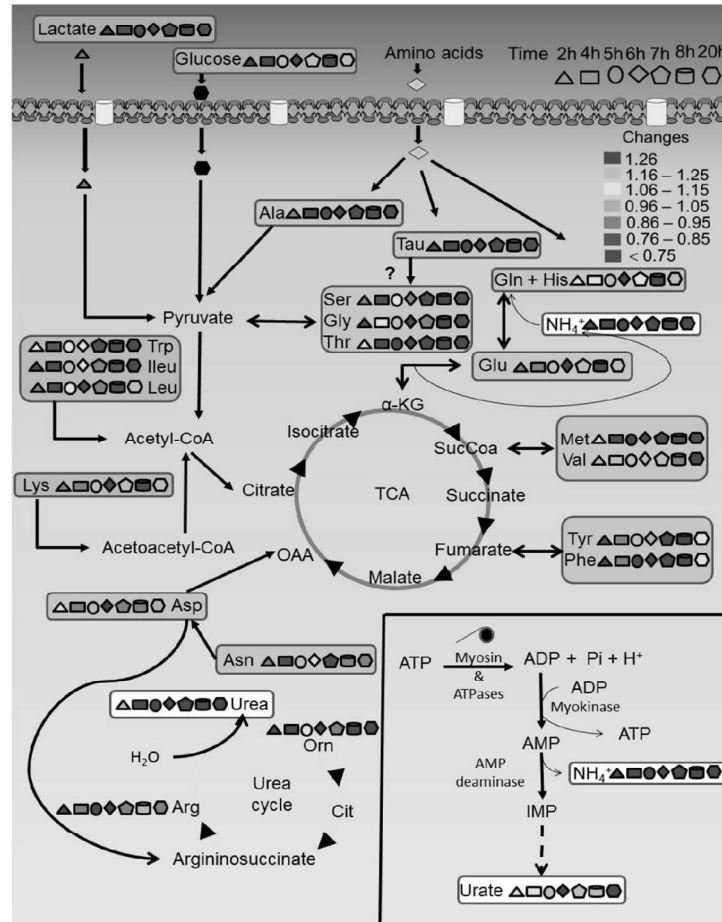 Lactate
Glucose
Amino acids
Time 2h 4h 5h 6h 7h 8h 20h
Changes
1.26
1.16 – 1.25
1.06 – 1.15
0.96 – 1.05
0.86 – 0.95
0.76 – 0.85
< 0.75
Ala
Tau
?
Gln + His
Ser
Gly
Thr
NH₄⁺
Pyruvate
Trp
Ileu
Leu
Glu
α-KG
Isocitrate
Acetyl-CoA
SucCoa
Met
Val
Lys
Citrate
TCA
Succinate
Acetoacetyl-CoA
OAA
Fumarate
Tyr
Phe
Malate
Asp
Asn
ATP
Myosin
&
ATPases
ADP + Pi + H⁺
ADP
Myokinase
ATP
AMP
Urea
H₂O
Orn
AMP
deaminase
NH₄⁺
Urea
cycle
Arg
Cit
IMP
Argininosuccinate
Urate